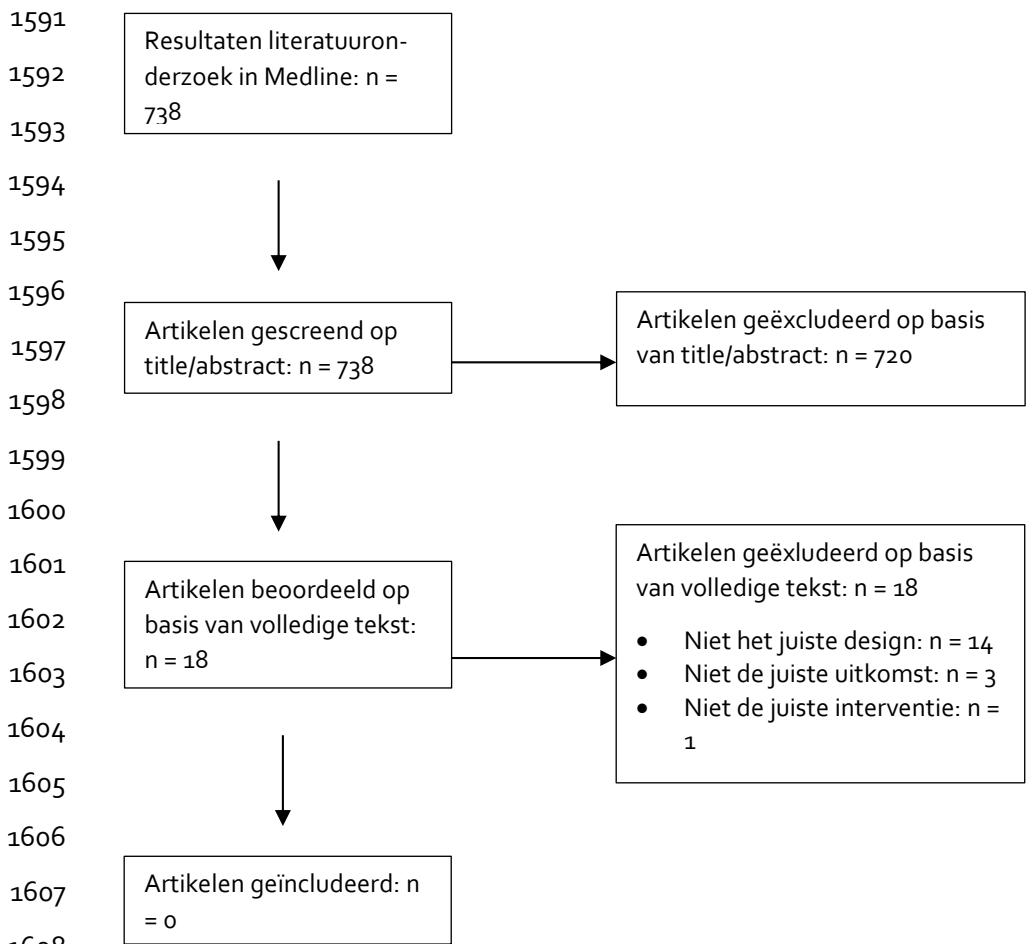 1591
Resultaten literatuuron-
derzoek in Medline: n =
738
1592
1593
1594
1595
1596
Artikelen gescreend op
title/abstract: n = 738
Artikelen geëxcludeerd op basis
van title/abstract: n = 720
1597
1598
1599
1600
1601
Artikelen beoordeeld op
basis van volledige tekst:
n = 18
Artikelen geëxludeerd op basis
van volledige tekst: n = 18
• Niet het juiste design: n = 14
• Niet de juiste uitkomst: n = 3
• Niet de juiste interventie: n =
1
1602
1603
1604
1605
1606
1607
Artikelen geïncludeerd: n
= 0
1608